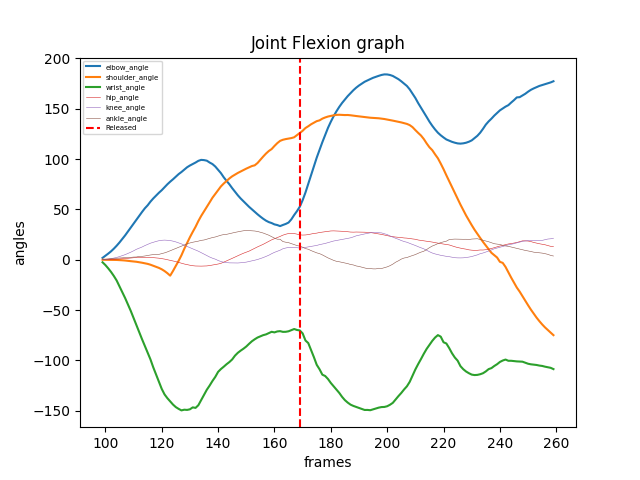 Joint Flexion graph
200
150
100
50
0
−50
−100
−150
angles
elbow_angle
shoulder_angle
wrist_angle
hip_angle
knee_angle
ankle_angle
Released
100 120 140 160 180 200 220 240 260
frames